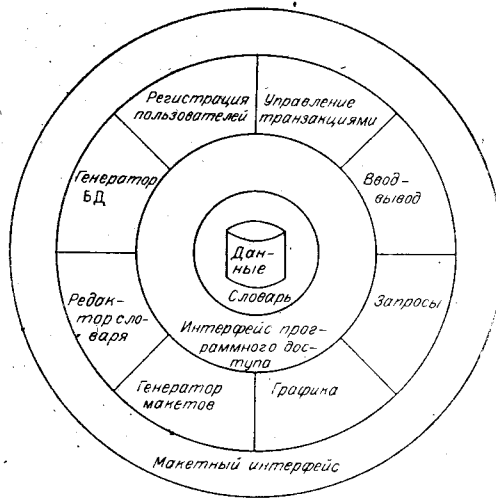 Регистрация
пользователей
Управление
транзакциями
Генератор
БД
Ввод-
вывод
Дан-
ные
Словарь
Редак-
тор сло-
варя
Запросы
Интерфейс прог-
раммного дос-
тупа
Генератор
макетов
Графика
Макетный интерфейс